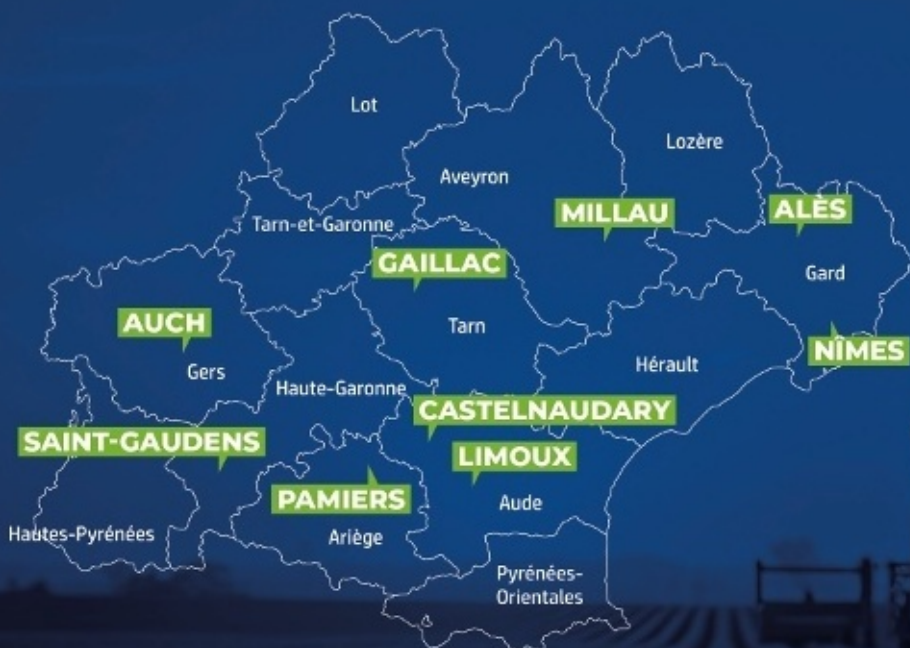 Lot
Lozère
Aveyron
MILLAU
ALÈS
Tarn-et-Garonne
GAILLAC
Gard
AUCH
Tarn
NÎMES
Gers
Hérault
Haute-Garonne
CASTELNAUDARY
SAINT-GAUDENS
LIMOUX
PAMIERS
Aude
Hautes-Pyrénées
Ariège
Pyrénées-
Orientales